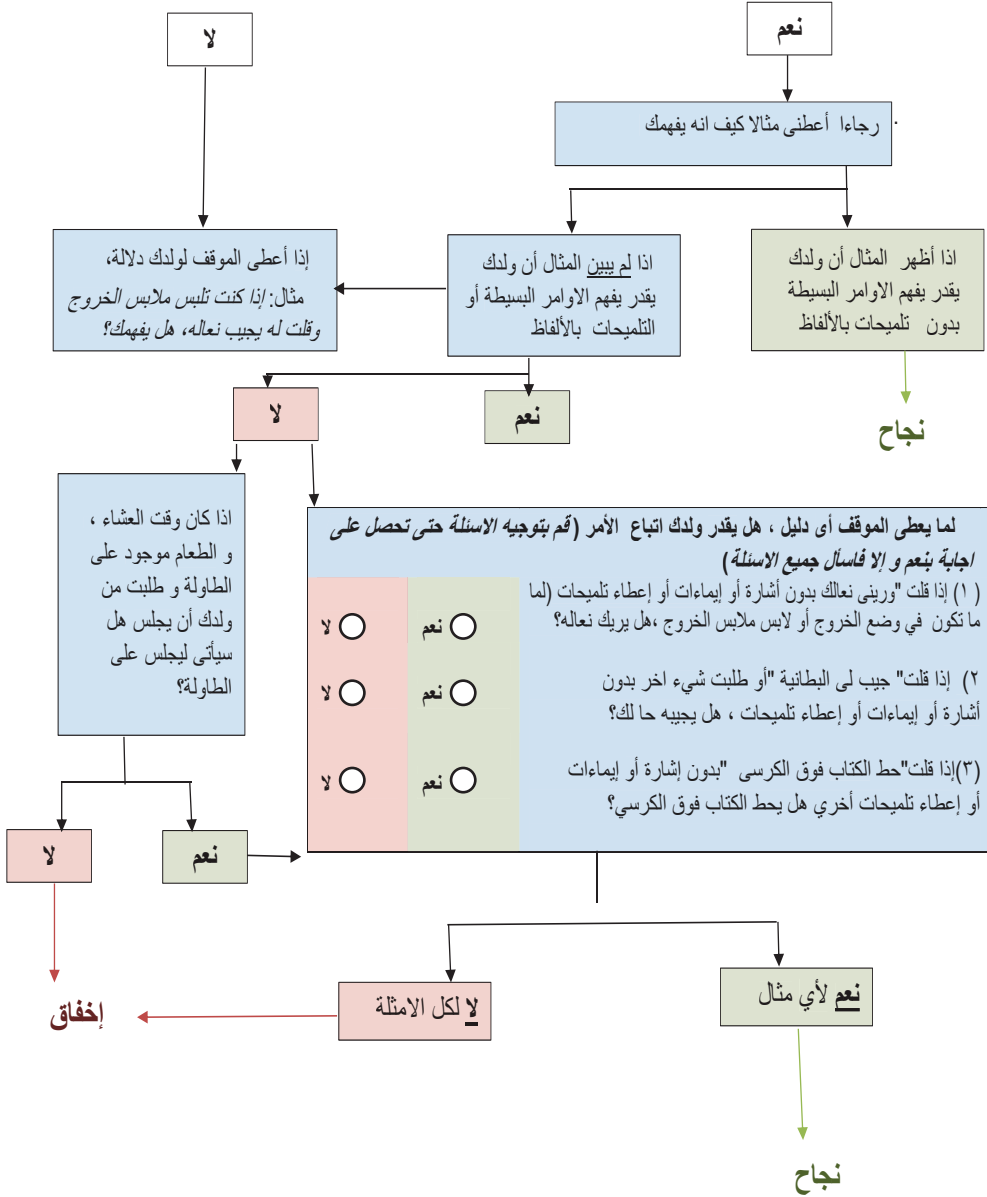 نعم
لا
رجاءا أعطنى مثالا كيف انه يفهمك
.
اذا أظهر المثال أن ولدك
يقدر يفهم الاوامر البسيطة
بدون تلميحات بالألفاظ
اذا لم يبين المثال أن ولدك
يقدر يفهم الاوامر البسيطة أو
التلميحات بالألفاظ
إذا أعطى الموقف لولدك دلالة،
مثال: إذا كنت تلبس ملابس الخروج
وقلت له يجيب نعاله، هل يفهمك؟
نجاح
نعم
لا
اذا كان وقت العشاء ،
و الطعام موجود على
الطاولة و طلبت من
ولدك أن يجلس هل
سيأتى ليجلس على
الطاولة؟
لما يعطى الموقف أى دليل ، هل يقدر ولدك اتباع الأمر ( قم بتوجيه الاسئلة حتى تحصل على
اجابة بنعم و إلا فاسأل جميع الاسئلة )
( ١) إذا قلت "ورينى نعالك بدون أشارة أو إيماءات أو إعطاء تلميحات (لما
ما تكون في وضع الخروج أو لابس ملابس الخروج ،هل يريك نعاله؟
نعم
لا
٢) إذا قلت" جيب لى البطانية "أو طلبت شيء اخر بدون
أشارة أو إيماءات أو إعطاء تلميحات ، هل يجيبه حا لك؟
نعم
لا
(٣)إذا قلت"حط الكتاب فوق الكرسى "بدون إشارة أو إيماءات
أو إعطاء تلميحات أخري هل يحط الكتاب فوق الكرسي؟
نعم
لا
نعم
لا
نعم لأي مثال
لا لكل الامثلة
إخفاق
نجاح